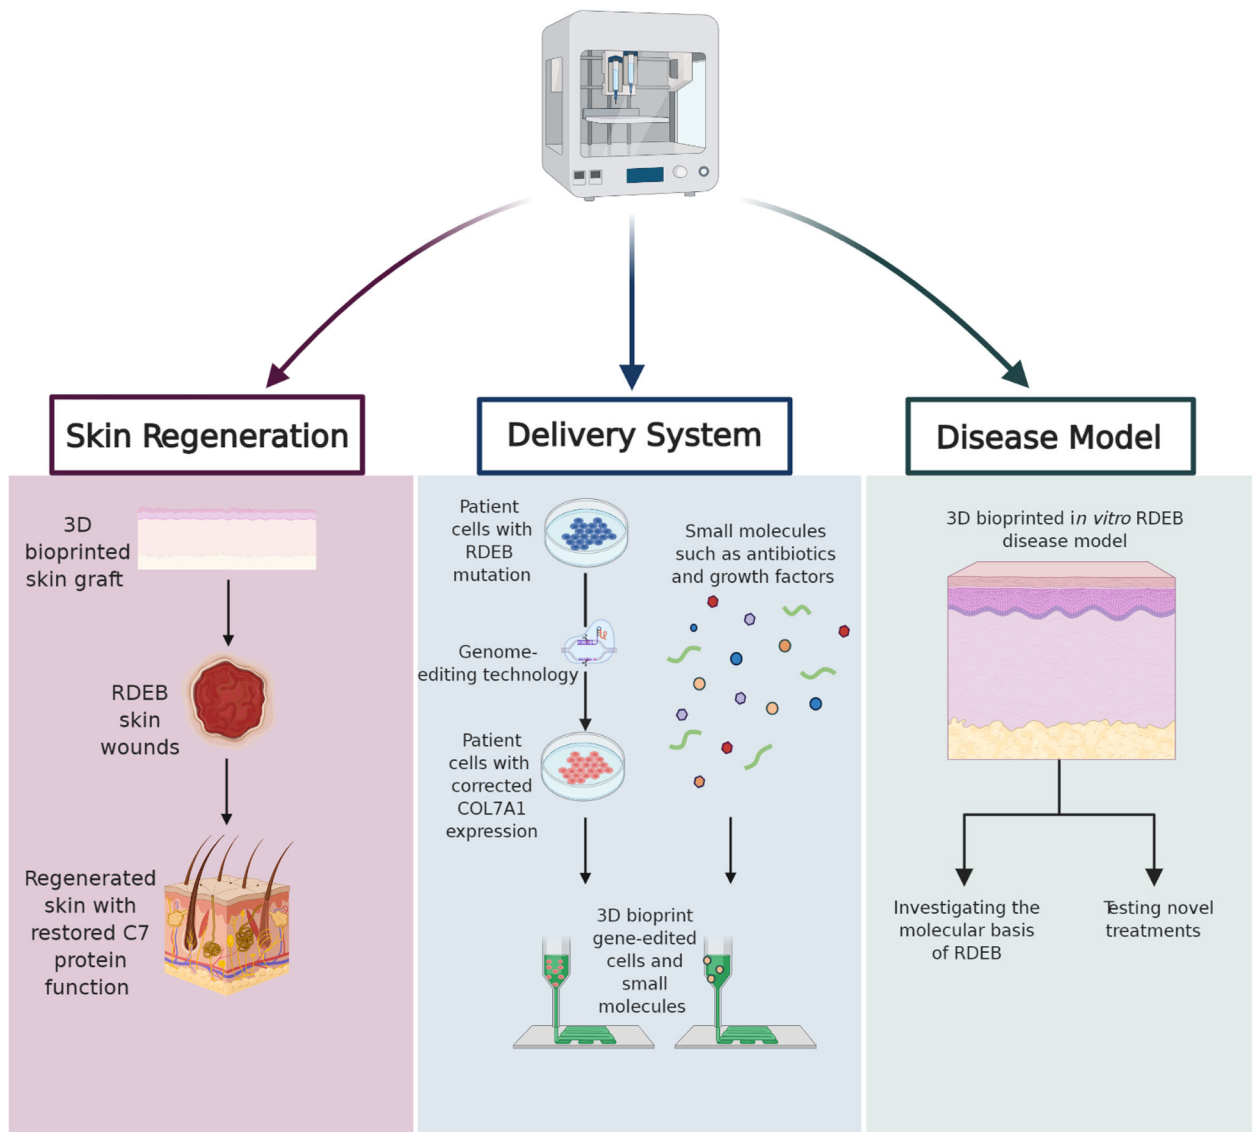 Skin Regeneration
3D
bioprinted
skin graft
RDEB
skin
wounds
Regenerated
skin with
restored C7
protein
function
Delivery System
Patient
cells with
RDEB
mutation
Genome-
editing technology
Patient
cells with
corrected
COL7A1
expression
Small molecules
such as antibiotics
and growth factors
3D bioprint
gene-edited
cells and
small
molecules
Disease Model
3D bioprinted in vitro RDEB
disease model
Investigating the
molecular basis
of RDEB
Testing novel
treatments